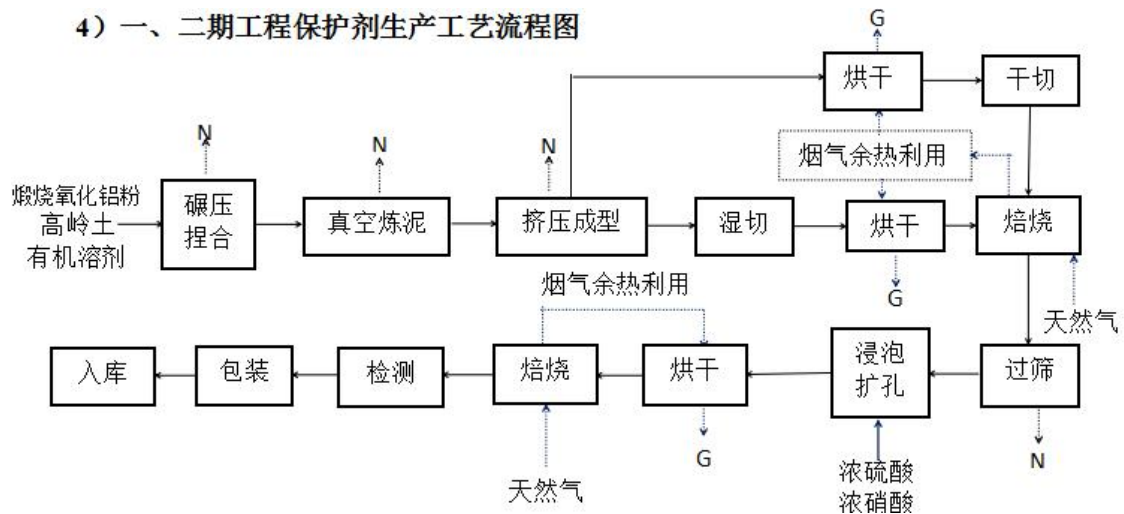 4）一、二期工程保护剂生产工艺流程图
G
烘干
干切
N
N
N
烟气余热利用
煅烧氧化铝粉
高岭土
有机溶剂
碾压
捏合
真空炼泥
挤压成型
湿切
烘干
焙烧
G
天然气
烟气余热利用
入库
包装
检测
焙烧
烘干
浸泡
扩孔
过筛
G
N
天然气
浓硫酸
浓硝酸